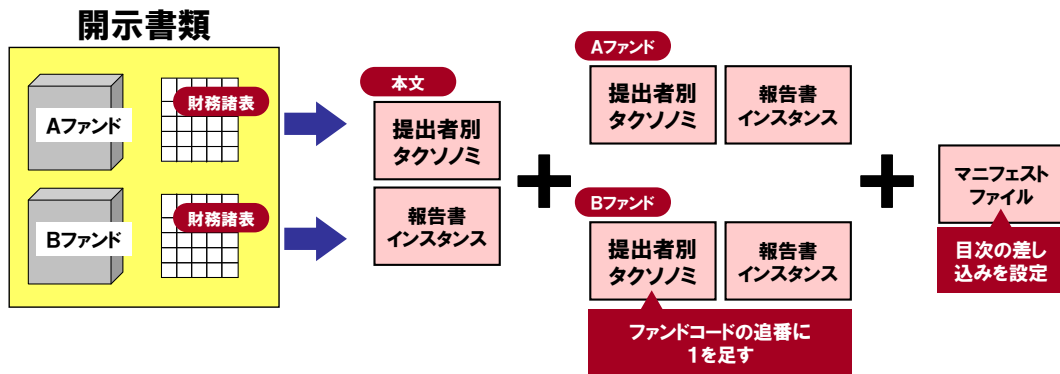 開示書類
Aファンド
財務諸表
Bファンド
財務諸表
本文
提出者別
タクソノミ
報告書
インスタンス
Aファンド
提出者別
タクソノミ
報告書
インスタンス
Bファンド
提出者別
タクソノミ
報告書
インスタンス
ファンドコードの追番に
1を足す
マニフェスト
ファイル
目次の差し
込みを設定